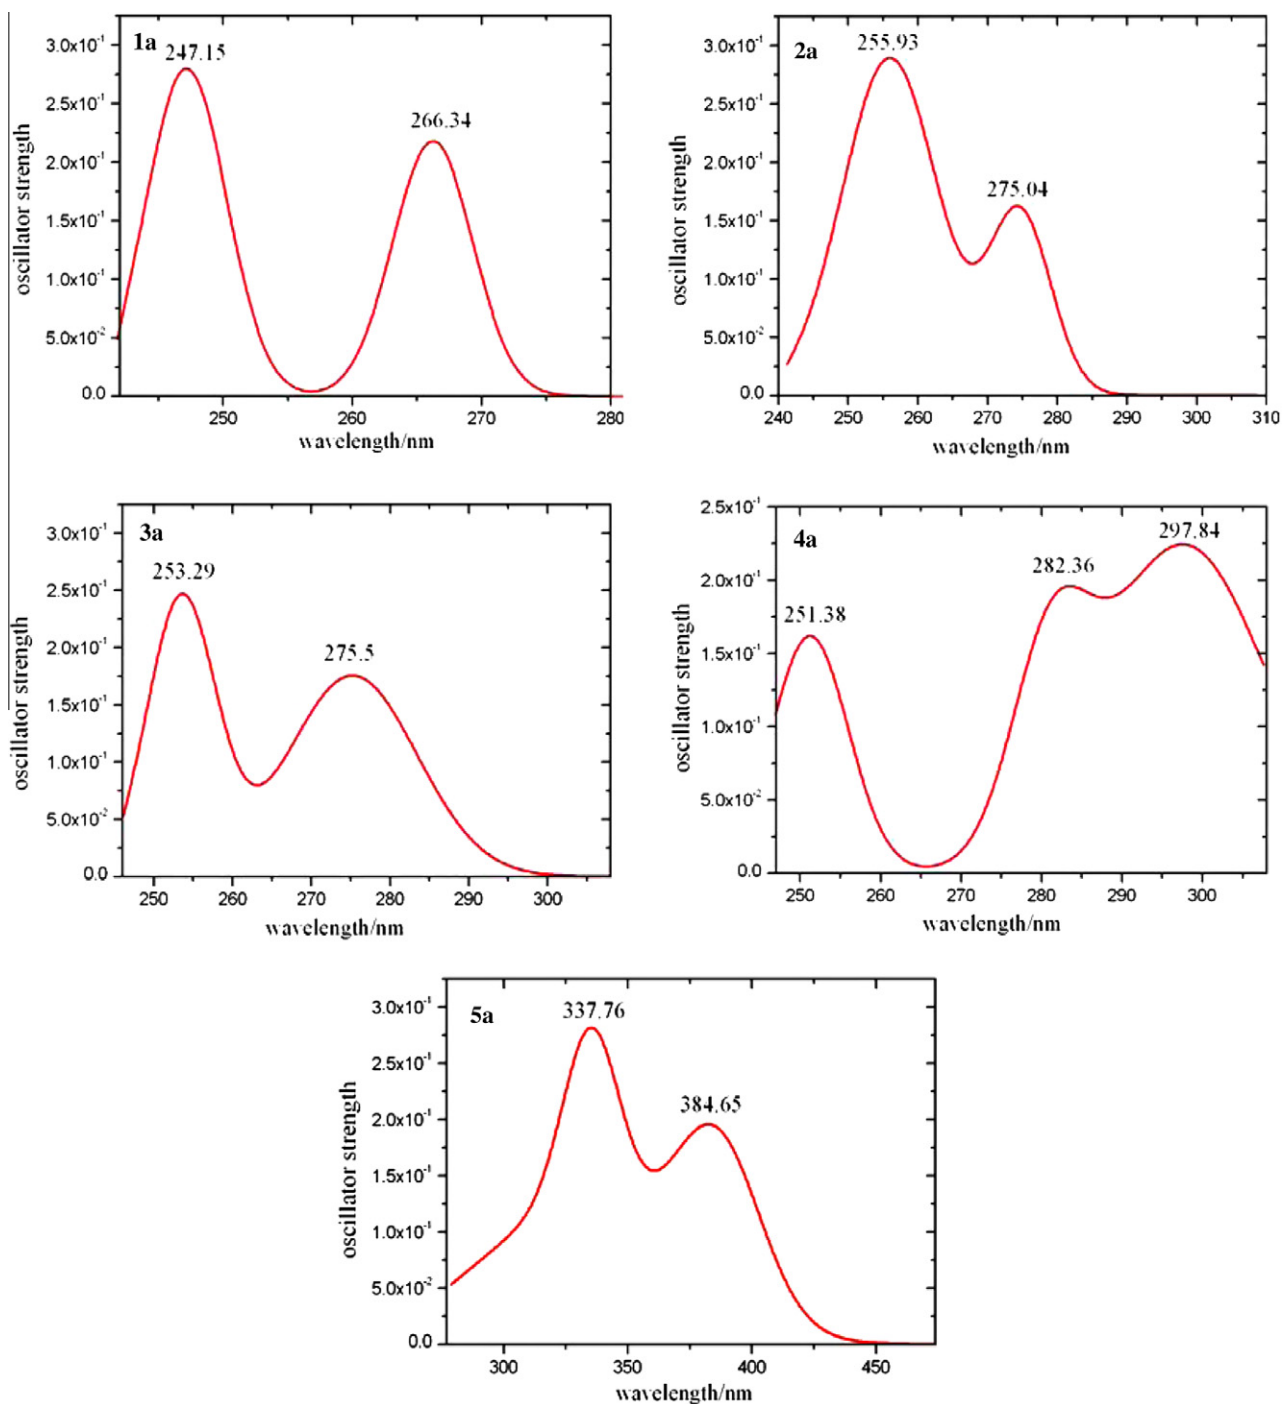 1a
247.15
266.34
3.0x10⁻¹
2.5x10⁻¹
2.0x10⁻¹
1.5x10⁻¹
1.0x10⁻¹
5.0x10⁻²
0.0
oscillator strength
250 260 270 280
wavelength/nm
2a
255.93
275.04
3.0x10⁻¹
2.5x10⁻¹
2.0x10⁻¹
1.5x10⁻¹
1.0x10⁻¹
5.0x10⁻²
0.0
oscillator strength
240 250 260 270 280 290 300 310
wavelength/nm
3a
253.29
275.5
3.0x10⁻¹
2.5x10⁻¹
2.0x10⁻¹
1.5x10⁻¹
1.0x10⁻¹
5.0x10⁻²
0.0
oscillator strength
250 260 270 280 290 300
wavelength/nm
4a
251.38
282.36
297.84
2.5x10⁻¹
2.0x10⁻¹
1.5x10⁻¹
1.0x10⁻¹
5.0x10⁻²
0.0
oscillator strength
250 260 270 280 290 300
wavelength/nm
5a
337.76
384.65
3.0x10⁻¹
2.5x10⁻¹
2.0x10⁻¹
1.5x10⁻¹
1.0x10⁻¹
5.0x10⁻²
0.0
oscillator strength
300 350 400 450
wavelength/nm